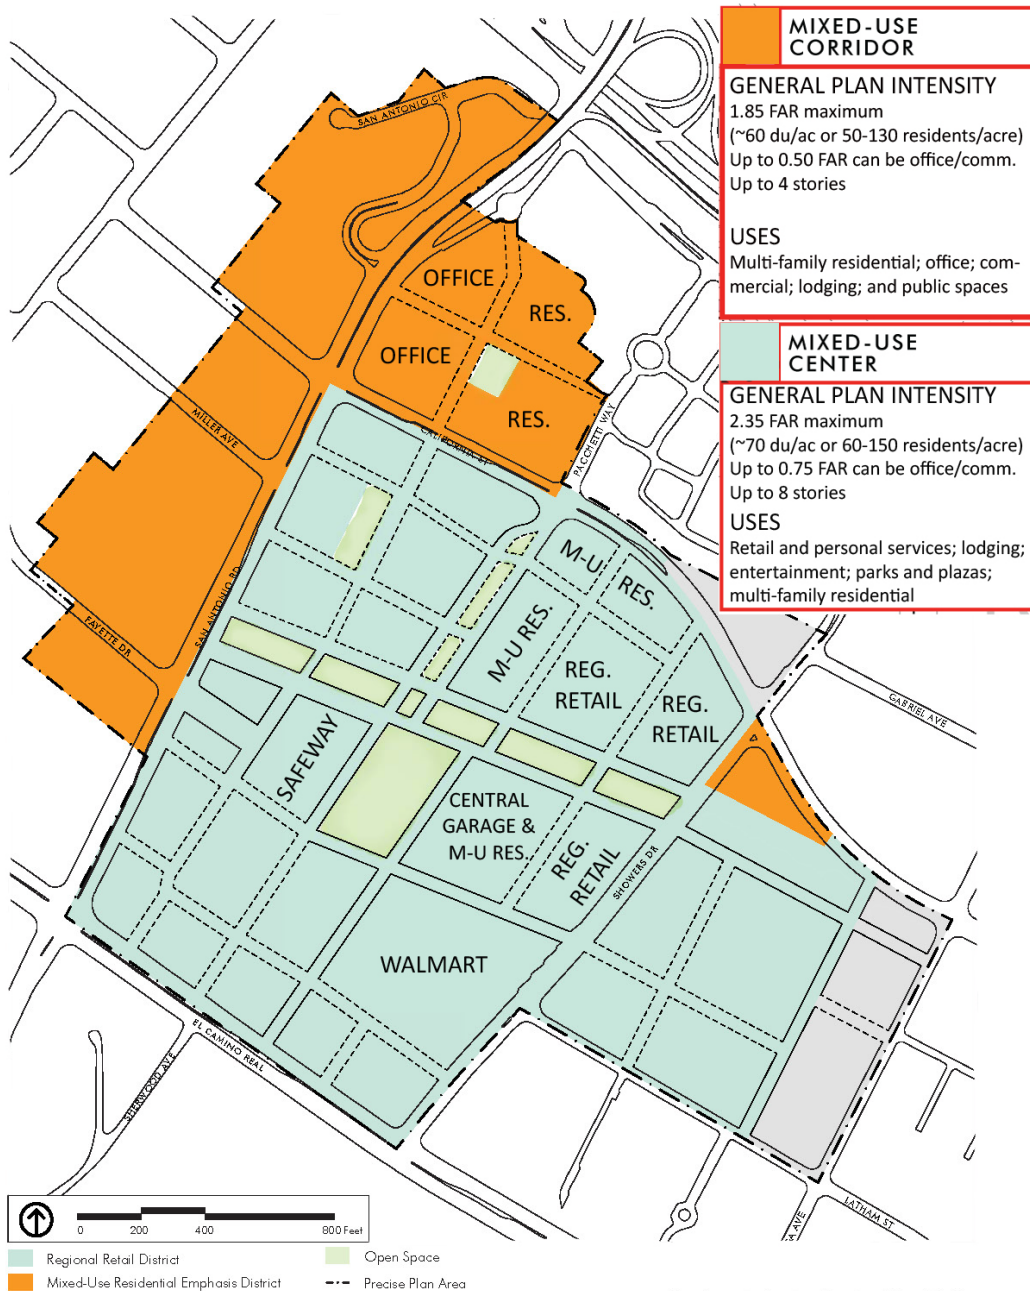 MIXED-USE
CORRIDOR
GENERAL PLAN INTENSITY
1.85 FAR maximum
(~60 du/ac or 50-130 residents/acre)
Up to 0.50 FAR can be office/comm.
Up to 4 stories
USES
Multi-family residential; office; com-
mercial; lodging; and public spaces
MIXED-USE
CENTER
GENERAL PLAN INTENSITY
2.35 FAR maximum
(~70 du/ac or 60-150 residents/acre)
Up to 0.75 FAR can be office/comm.
Up to 8 stories
USES
Retail and personal services; lodging;
entertainment; parks and plazas;
multi-family residential
SAN ANTONIO CIR
OFFICE
RES.
OFFICE
RES.
MILLER AVE
CALIFORNIA ST
PACCHETTI WAY
SAN ANTONIO RD
FAYETTE DR
M-U
RES.
M-U RES.
REG.
RETAIL
REG.
RETAIL
GABRIEL AVE
SAFEWAY
CENTRAL
GARAGE &
M-U RES.
REG.
RETAIL
SHOWERS DR
WALMART
EL CAMINO REAL
SHERWOOD AVE
LATHAM ST
AVE
0 200 400 800 Feet
Regional Retail District
Open Space
Mixed-Use Residential Emphasis District
Precise Plan Area